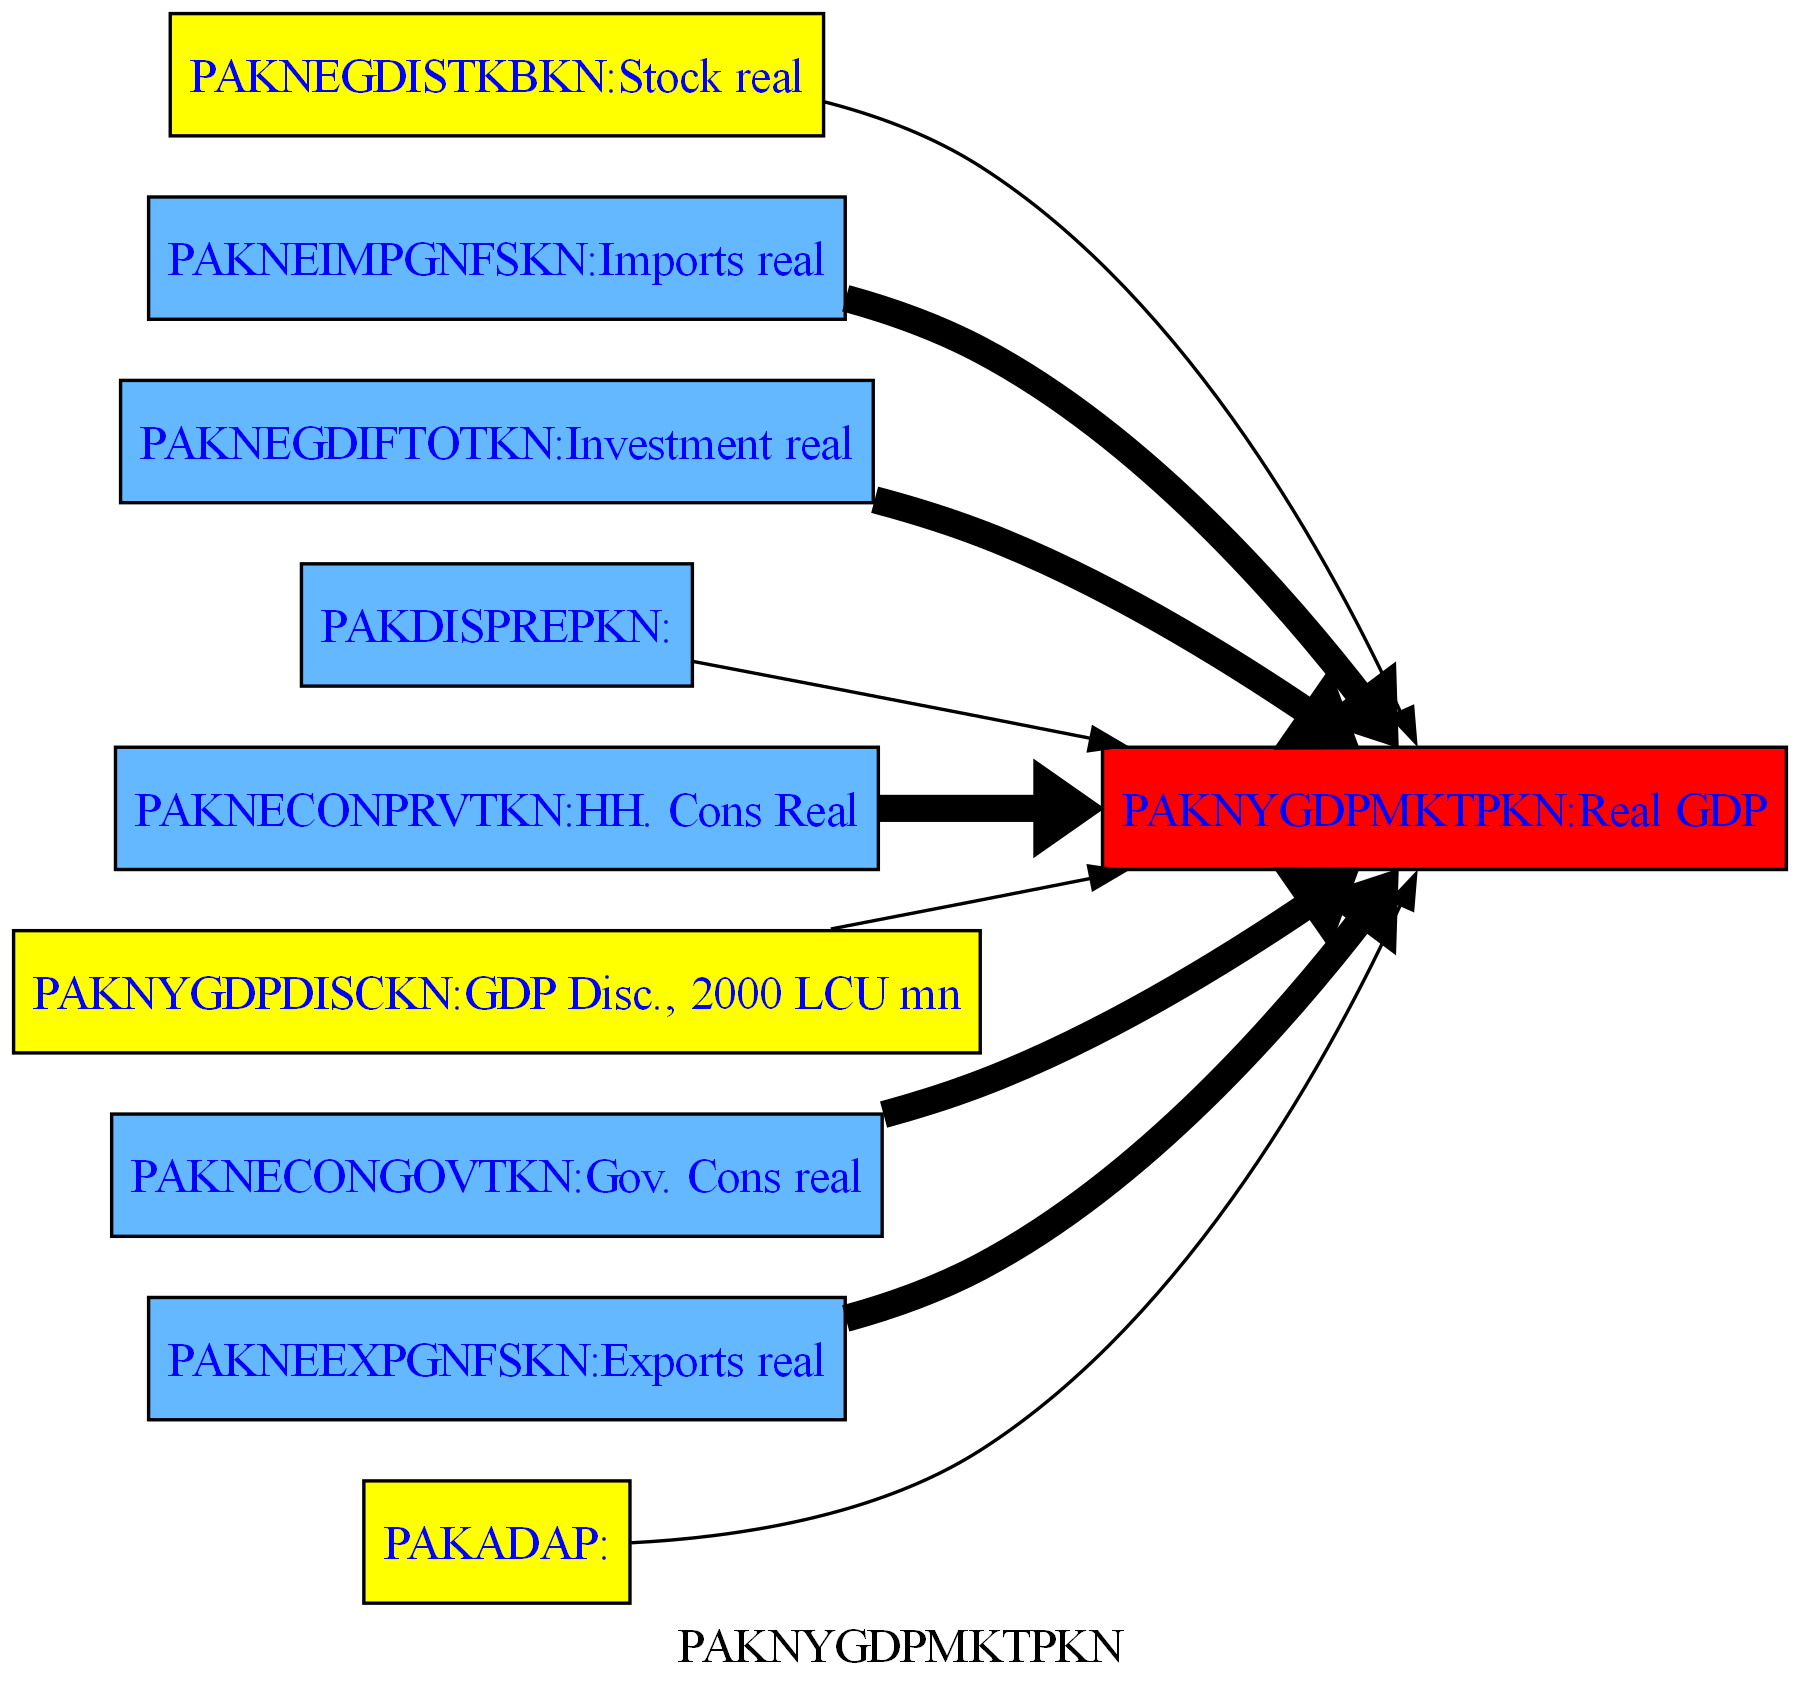 PAKNEGDISTKBKN:Stock real
PAKNEIMPGNFSKN:Imports real
PAKNEGDIFTOTKN:Investment real
PAKDISPREPKN:
PAKNECONPRVTKN:HH. Cons Real
PAKNYGDPMKTPKN:Real GDP
PAKNYGDPDISCKN:GDP Disc., 2000 LCU mn
PAKNECONGOVTKN:Gov. Cons real
PAKNEEXPGNFSKN:Exports real
PAKADAP:
PAKNYGDPMKTPKN